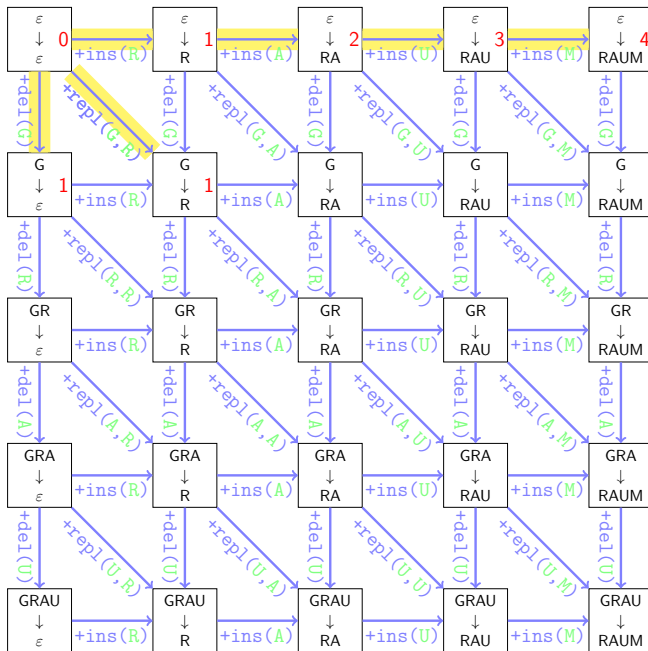 ε ε ε ε ε
↓ 0 ↓ 1 ↓ 2 ↓ 3 ↓ 4
ε +ins(R) R +ins(A) RA +ins(U) RAU +ins(M) RAUM
+del(G) +repl(G,R) +del(G) +repl(G,A) +del(G) +repl(G,U) +del(G) +repl(G,M) +del(G)
G G G G G
↓ 1 ↓ 1 ↓ ↓ ↓
ε +ins(R) R +ins(A) RA +ins(U) RAU +ins(M) RAUM
+del(R) +repl(R,R) +del(R) +repl(R,A) +del(R) +repl(R,U) +del(R) +repl(R,M) +del(R)
GR GR GR GR GR
↓ ↓ ↓ ↓ ↓
ε +ins(R) R +ins(A) RA +ins(U) RAU +ins(M) RAUM
+del(A) +repl(A,R) +del(A) +repl(A,A) +del(A) +repl(A,U) +del(A) +repl(A,M) +del(A)
GRA GRA GRA GRA GRA
↓ ↓ ↓ ↓ ↓
ε +ins(R) R +ins(A) RA +ins(U) RAU +ins(M) RAUM
+del(U) +repl(U,R) +del(U) +repl(U,A) +del(U) +repl(U,U) +del(U) +repl(U,M) +del(U)
GRAU GRAU GRAU GRAU GRAU
↓ ↓ ↓ ↓ ↓
ε +ins(R) R +ins(A) RA +ins(U) RAU +ins(M) RAUM